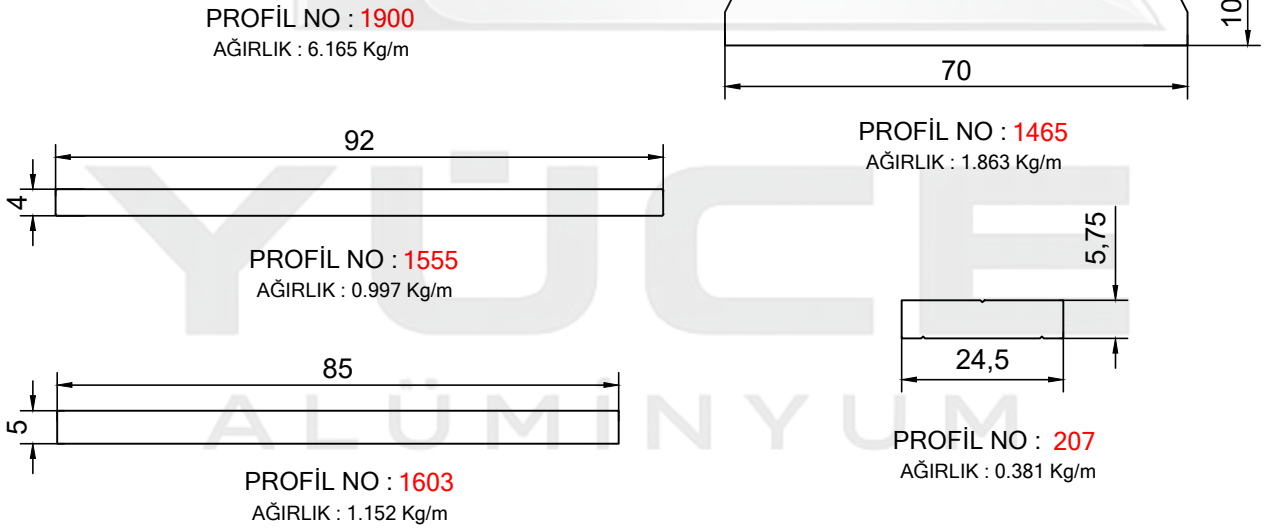 PROFİL NO : 1900
AĞIRLIK : 6.165 Kg/m
10
70
PROFİL NO : 1465
AĞIRLIK : 1.863 Kg/m
92
4
PROFİL NO : 1555
AĞIRLIK : 0.997 Kg/m
5,75
24,5
PROFİL NO : 207
AĞIRLIK : 0.381 Kg/m
85
5
PROFİL NO : 1603
AĞIRLIK : 1.152 Kg/m
YÜCE
ALÜMİNYUM